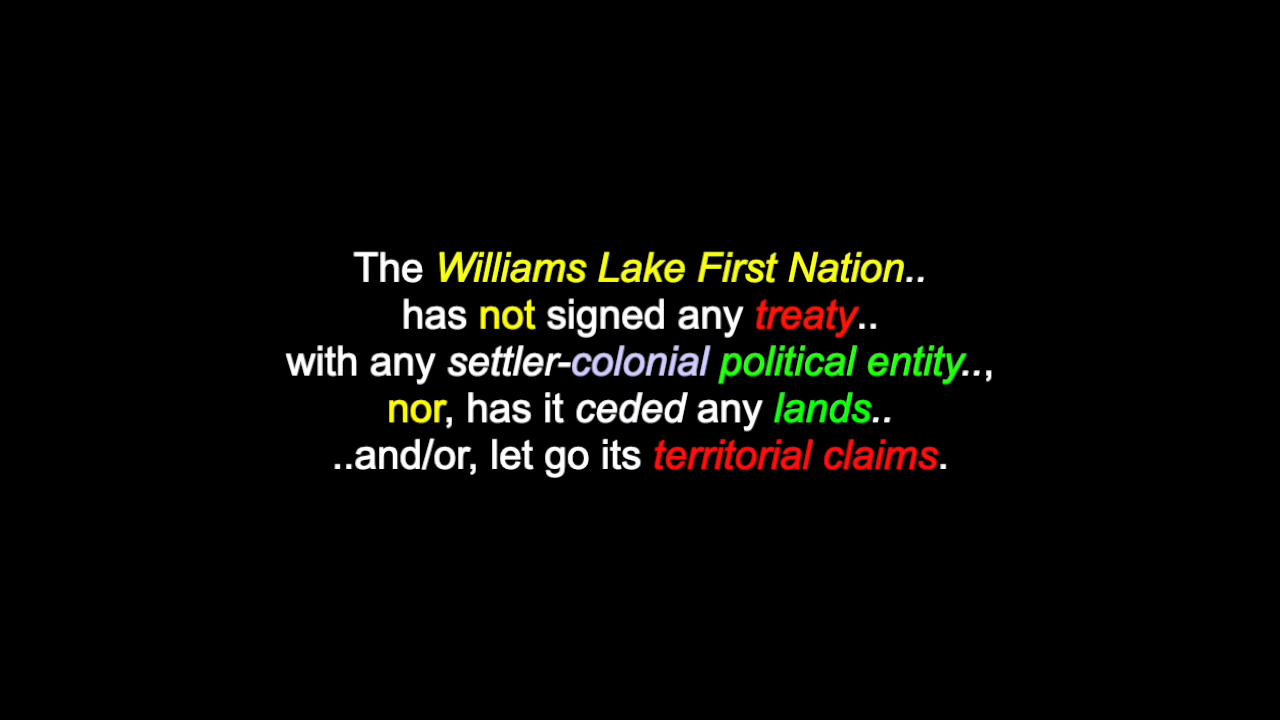 The Williams Lake First Nation..
has not signed any treaty..
with any settler-colonial political entity..,
nor, has it ceded any lands..
..and/or, let go its territorial claims.